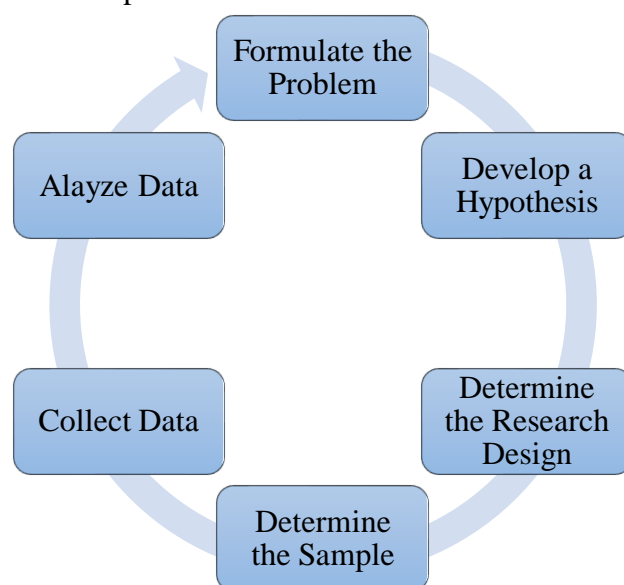 Formulate the
Problem
Develop a
Hypothesis
Determine
the Research
Design
Determine
the Sample
Collect Data
Alayze Data